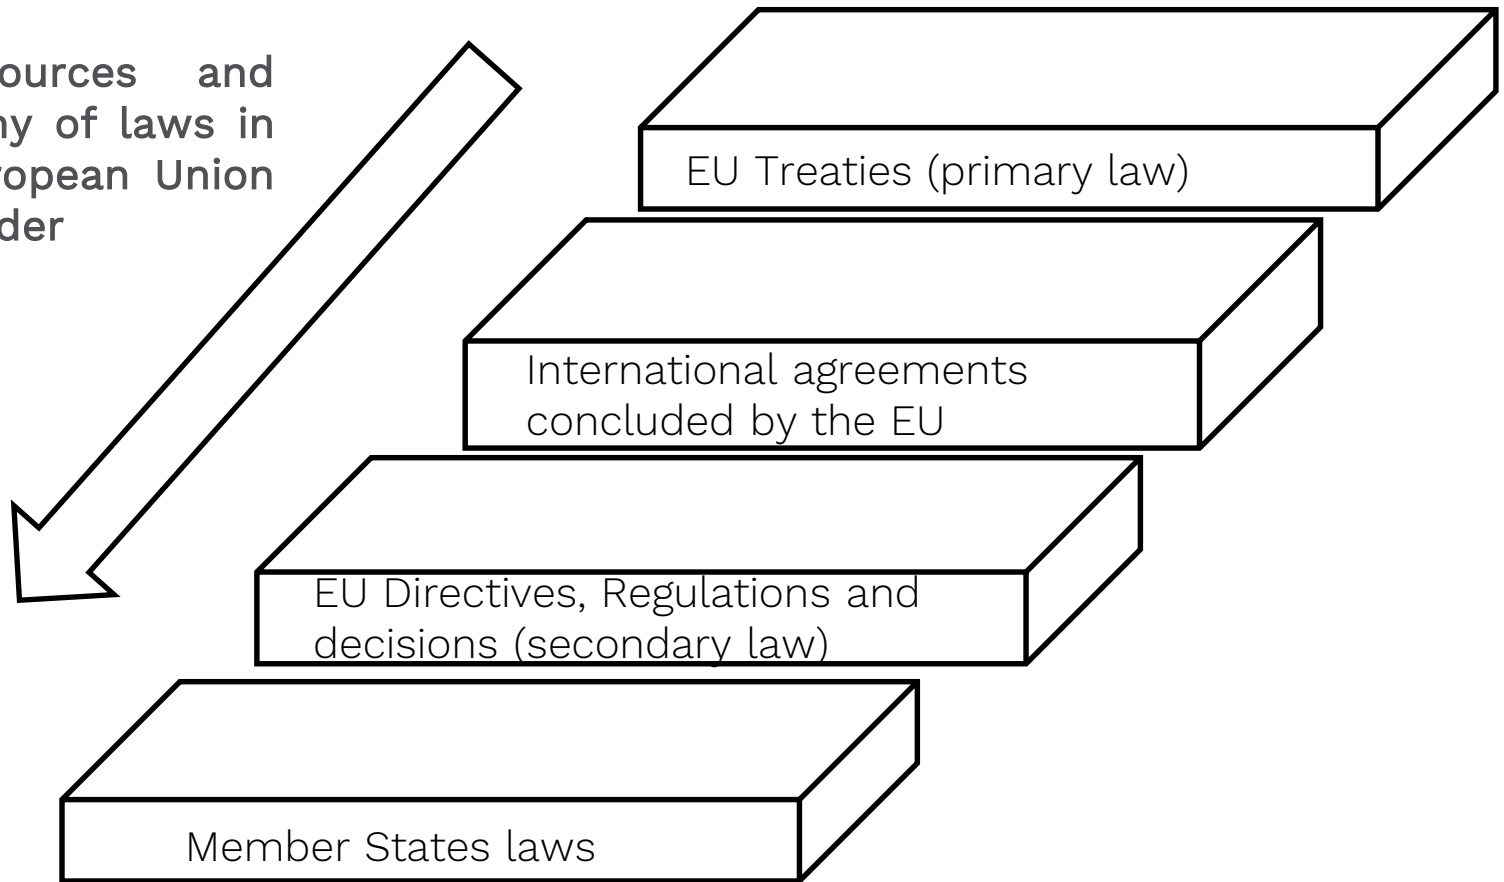 ources and
ny of laws in
ropean Union
der
EU Treaties (primary law)
International agreements
concluded by the EU
EU Directives, Regulations and
decisions (secondary law)
Member States laws